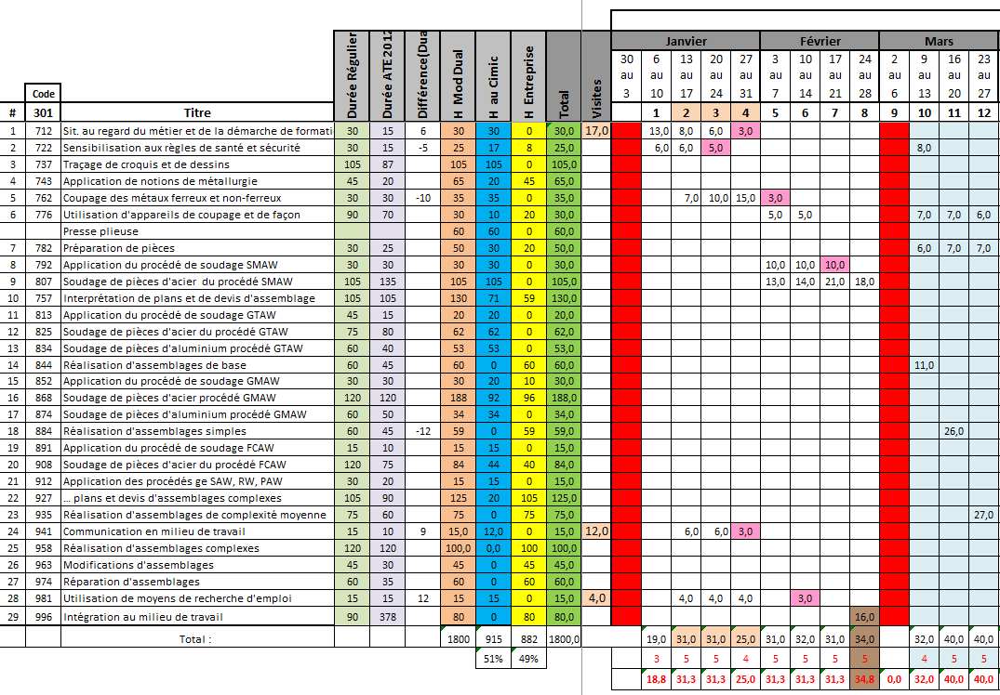 Janvier Février Mars
Durée Régulier Durée ATE 2012 Différence(Dua H Mod Dual H au Cimic H Entreprise Total Visites
30 6 13 20 27 3 10 17 24 2 9 16 23
au au au au au au au au au au au au au
3 10 17 24 31 7 14 21 28 6 13 20 27
Code
# 301 Titre 1 2 3 4 5 6 7 8 9 10 11 12
1 712 Sit. au regard du métier et de la démarche de formati 30 15 6 30 30 0 30,0 17,0 13,0 8,0 6,0 3,0
2 722 Sensibilisation aux règles de santé et sécurité 30 15 -5 25 17 8 25,0 6,0 6,0 5,0 8,0
3 737 Traçage de croquis et de dessins 105 87 105 105 0 105,0
4 743 Application de notions de métallurgie 45 20 65 20 45 65,0
5 762 Coupage des métaux ferreux et non-ferreux 30 30 -10 35 35 0 35,0 7,0 10,0 15,0 3,0
6 776 Utilisation d'appareils de coupage et de façon 90 70 30 10 20 30,0 5,0 5,0 7,0 7,0 6,0
Presse plieuse 60 60 0 60,0
7 782 Préparation de pièces 30 25 50 30 20 50,0 6,0 7,0 7,0
8 792 Application du procédé de soudage SMAW 30 30 30 30 0 30,0 10,0 10,0 10,0
9 807 Soudage de pièces d'acier du procédé SMAW 105 135 105 105 0 105,0 13,0 14,0 21,0 18,0
10 757 Interprétation de plans et de devis d'assemblage 105 105 130 71 59 130,0
11 813 Application du procédé de soudage GTAW 45 15 20 20 0 20,0
12 825 Soudage de pièces d'acier du procédé GTAW 75 80 62 62 0 62,0
13 834 Soudage de pièces d'aluminium procédé GTAW 60 40 53 53 0 53,0
14 844 Réalisation d'assemblages de base 60 45 60 0 60 60,0 11,0
15 852 Application du procédé de soudage GMAW 30 30 30 20 10 30,0
16 868 Soudage de pièces d'acier procédé GMAW 120 120 188 92 96 188,0
17 874 Soudage de pièces d'aluminium procédé GMAW 60 50 34 34 0 34,0
18 884 Réalisation d'assemblages simples 60 45 -12 59 0 59 59,0 26,0
19 891 Application du procédé de soudage FCAW 15 10 15 15 0 15,0
20 908 Soudage de pièces d'acier du procédé FCAW 120 75 84 44 40 84,0
21 912 Application des procédés ge SAW, RW, PAW 30 20 15 15 0 15,0
22 927 ... plans et devis d'assemblages complexes 105 90 125 20 105 125,0
23 935 Réalisation d'assemblages de complexité moyenne 75 60 75 0 75 75,0 27,0
24 941 Communication en milieu de travail 15 10 9 15,0 12,0 0 15,0 12,0 6,0 6,0 3,0
25 958 Réalisation d'assemblages complexes 120 120 100,0 0,0 100 100,0
26 963 Modifications d'assemblages 45 30 45 0 45 45,0
27 974 Réparation d'assemblages 60 35 60 0 60 60,0
28 981 Utilisation de moyens de recherche d'emploi 15 15 12 15 15 0 15,0 4,0 4,0 4,0 4,0 3,0
29 996 Intégration au milieu de travail 90 378 80 0 80 80,0 16,0
Total : 1800 915 882 1800,0 19,0 31,0 31,0 25,0 31,0 32,0 31,0 34,0 32,0 40,0 40,0
51% 49% 3 5 5 4 5 5 5 5 4 5 5
18,8 31,3 31,3 25,0 31,3 31,3 31,3 34,8 0,0 32,0 40,0 40,0